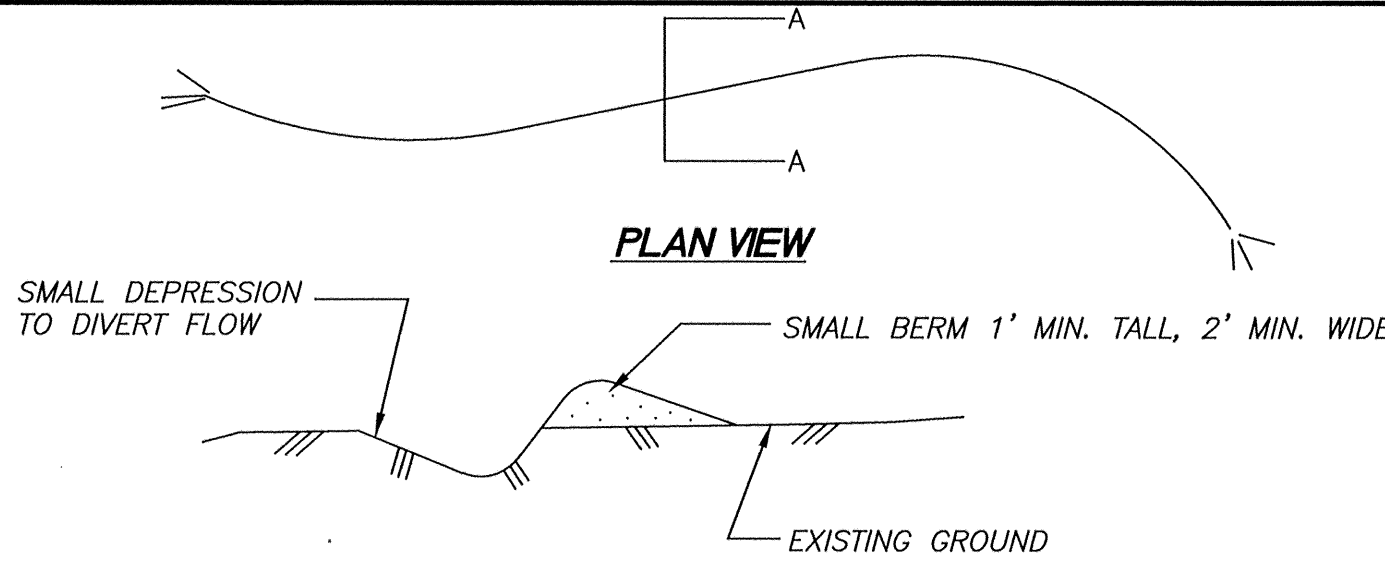 A
A
PLAN VIEW
SMALL DEPRESSION
TO DIVERT FLOW
SMALL BERM 1' MIN. TALL, 2' MIN. WIDE
EXISTING GROUND